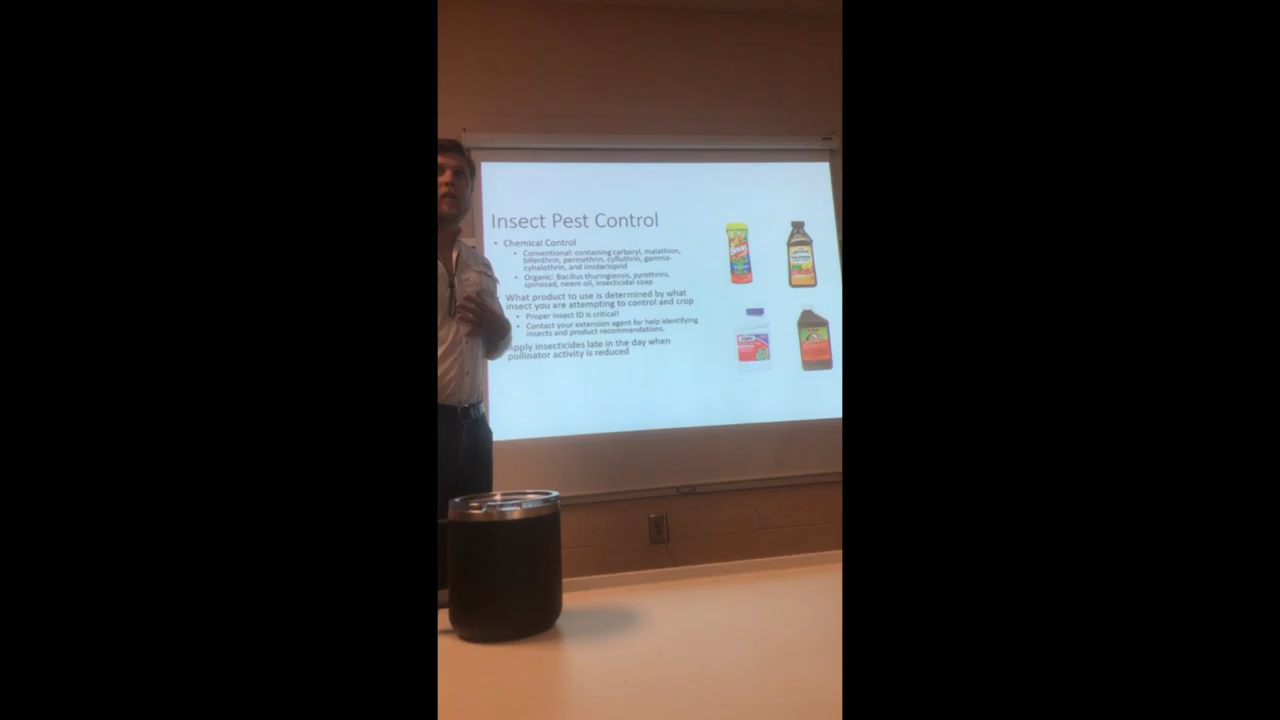 Insect Pest Control
• Chemical Control
• Conventional: containing carbaryl, malathion,
bifenthrin, permethrin, cyfluthrin, gamma-
cyhalothrin, and imidacloprid
• Organic: Bacillus thuringiensis, pyrethrins,
spinosad, neem oil, insecticidal soap
What product to use is determined by what
insect you are attempting to control and crop
• Proper insect ID is critical!
• Contact your extension agent for help identifying
insects and product recommendations.
Apply insecticides late in the day when
pollinator activity is reduced
Sevin